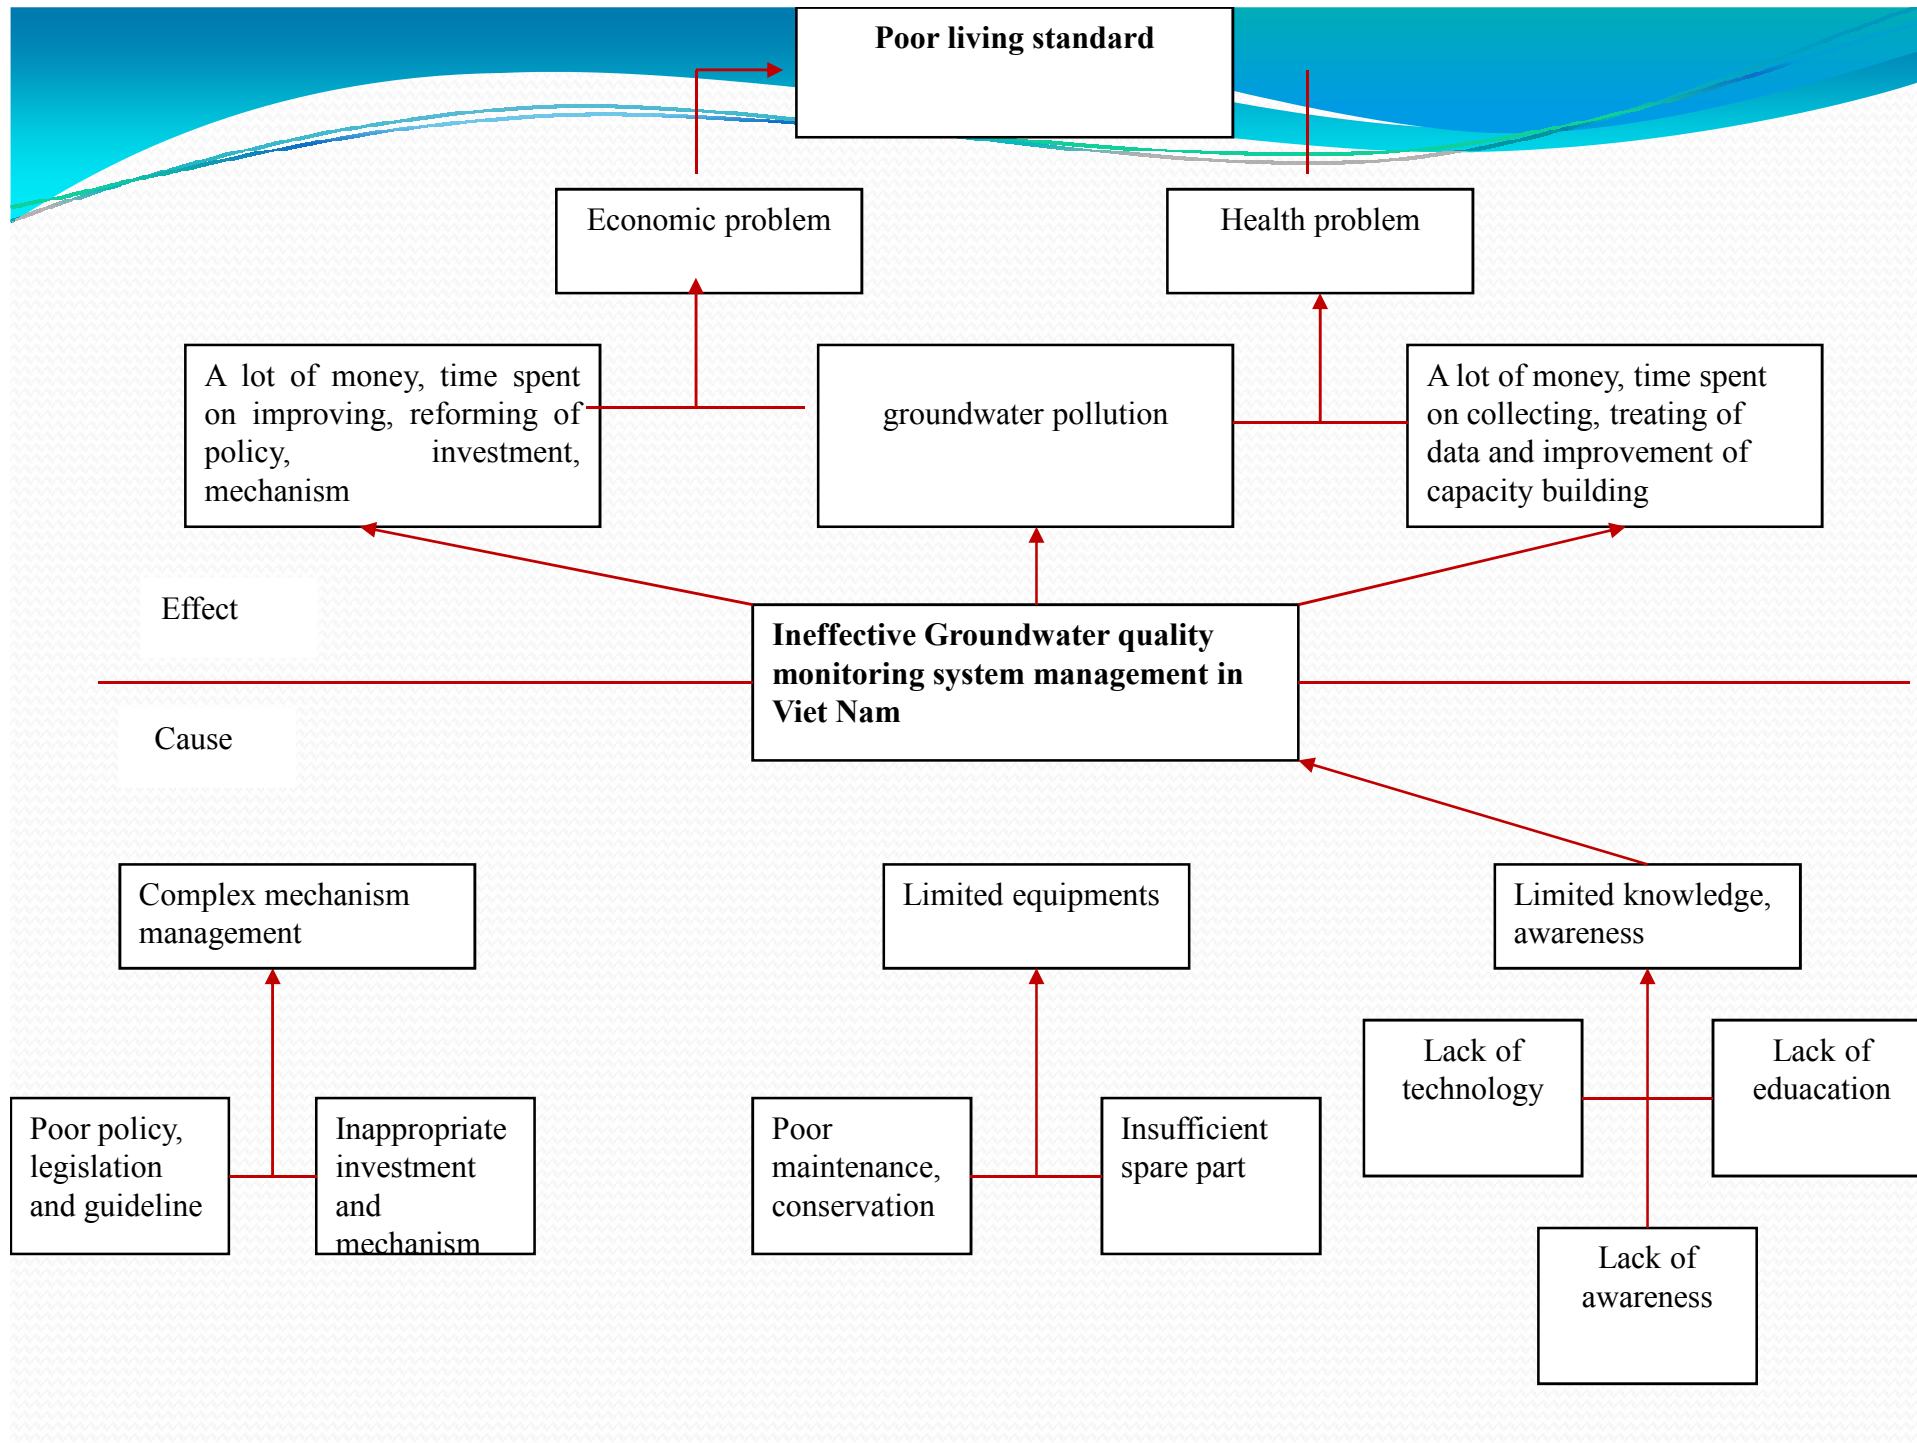 Poor living standard
Economic problem
Health problem
A lot of money, time spent
on improving, reforming of
policy, investment,
mechanism
groundwater pollution
A lot of money, time spent
on collecting, treating of
data and improvement of
capacity building
Effect
Ineffective Groundwater quality
monitoring system management in
Viet Nam
Cause
Complex mechanism
management
Limited equipments
Limited knowledge,
awareness
Poor policy,
legislation
and guideline
Inappropriate
investment
and
mechanism
Poor
maintenance,
conservation
Insufficient
spare part
Lack of
technology
Lack of
eduacation
Lack of
awareness